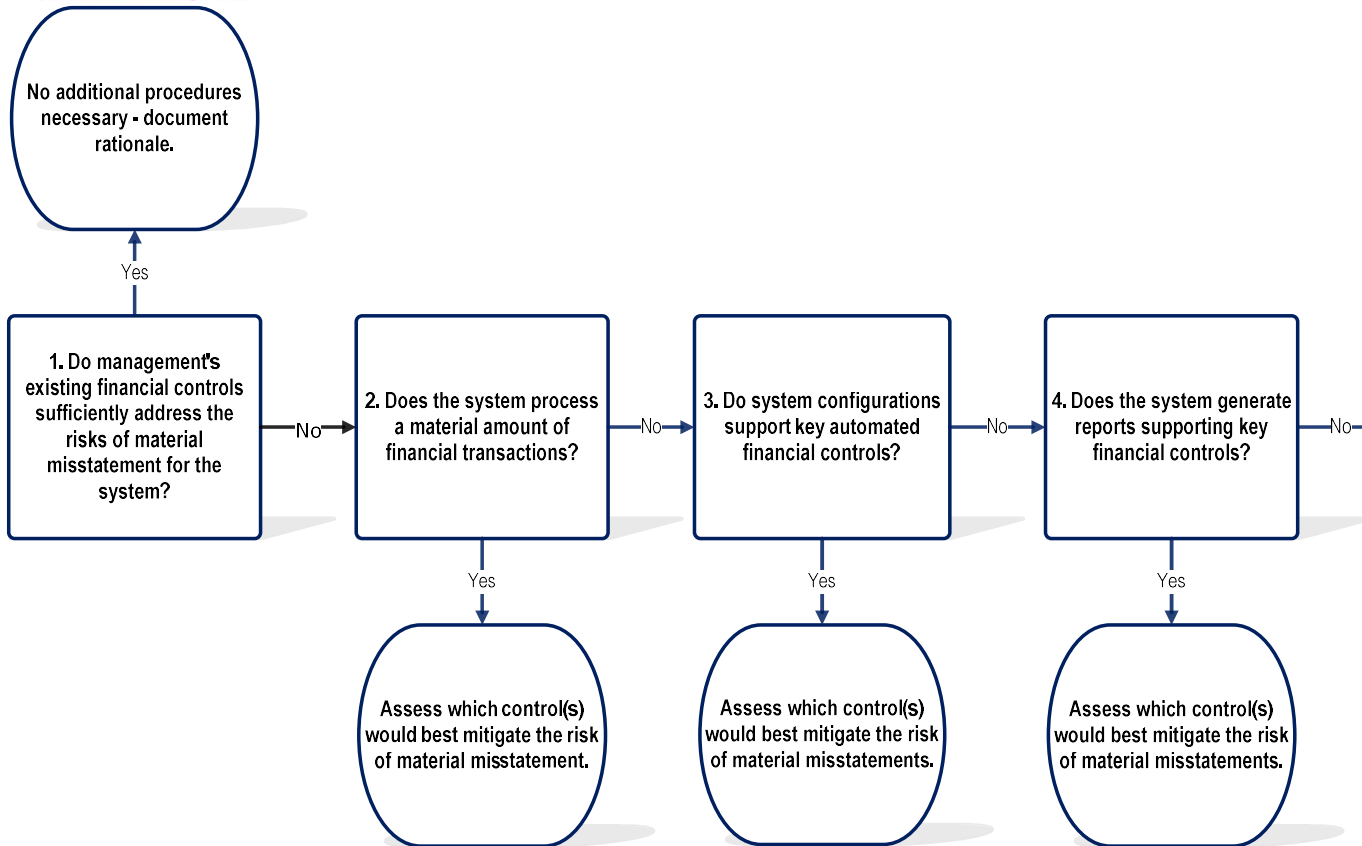 No additional procedures
necessary - document
rationale.
Yes
1. Do management's
existing financial controls
sufficiently address the
risks of material
misstatement for the
system?
No
2. Does the system process
a material amount of
financial transactions?
No
3. Do system configurations
support key automated
financial controls?
No
4. Does the system generate
reports supporting key
financial controls?
No
Yes
Yes
Yes
Assess which control(s)
would best mitigate the risk
of material misstatement.
Assess which control(s)
would best mitigate the risk
of material misstatements.
Assess which control(s)
would best mitigate the risk
of material misstatements.